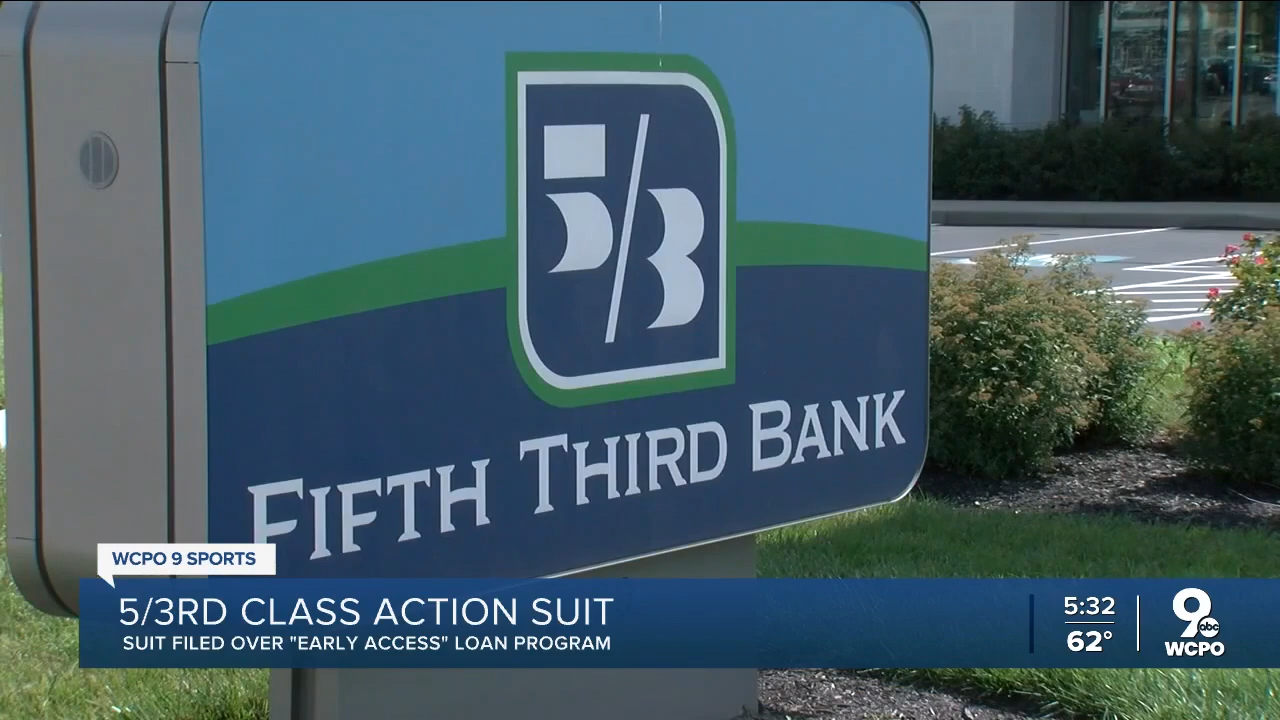 5/3
FIFTH THIRD BANK
WCPO 9 SPORTS
5/3RD CLASS ACTION SUIT
SUIT FILED OVER "EARLY ACCESS" LOAN PROGRAM
5:32
62°
9
abc
WCPO